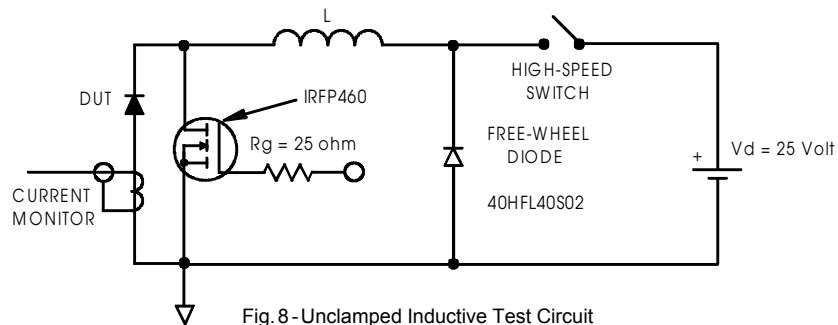 L
HIGH-SPEED
SWITCH
DUT
IRFP460
Rg = 25 ohm
FREE-WHEEL
DIODE
+
Vd = 25 Volt
40HFL40S02
CURRENT
MONITOR
Fig. 8 - Unclamped Inductive Test Circuit